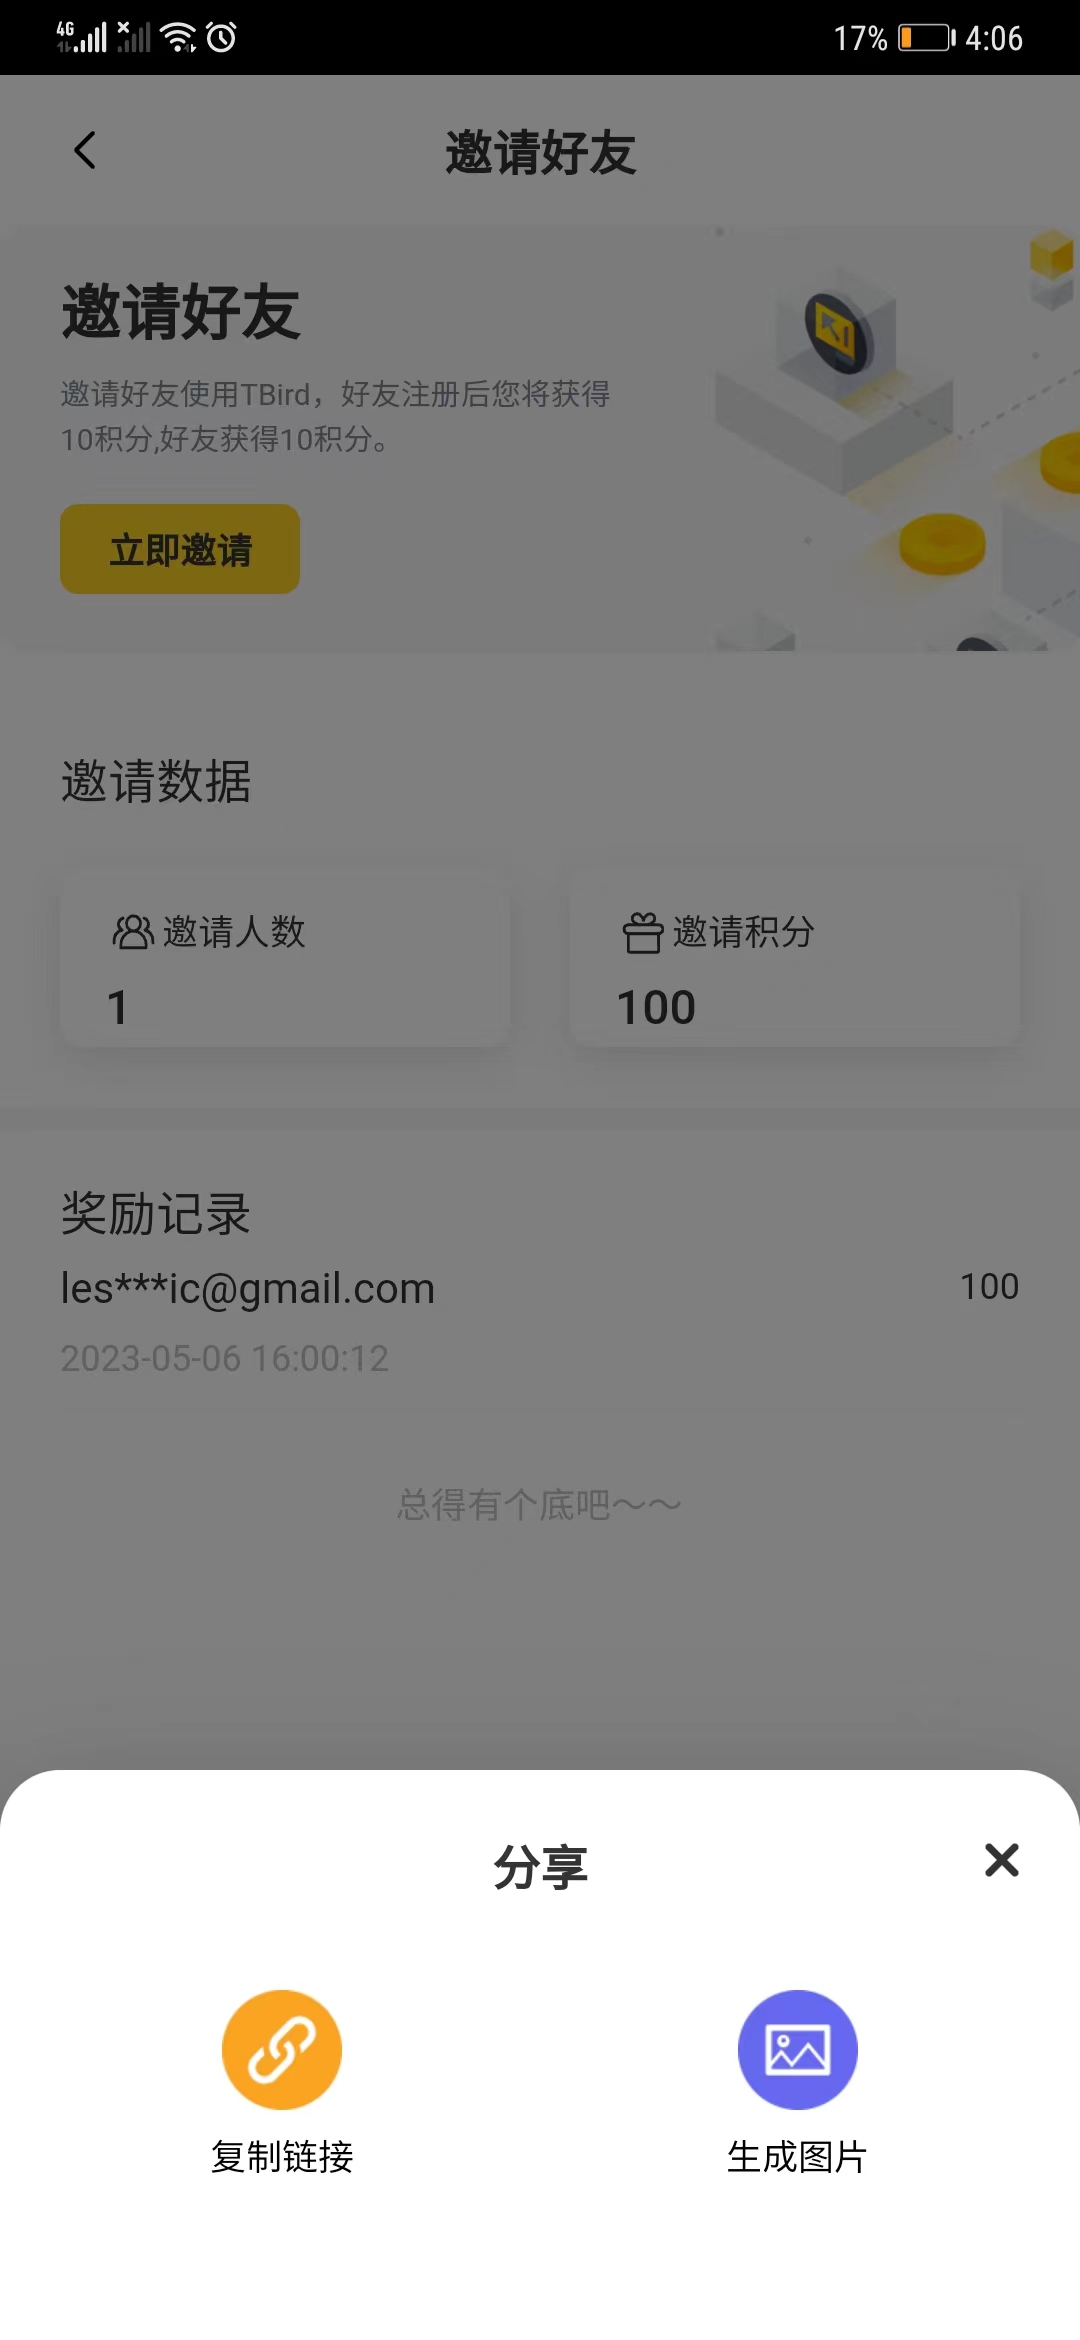 4G 17% 4:06
邀请好友
邀请好友
邀请好友使用TBird，好友注册后您将获得
10积分,好友获得10积分。
立即邀请
邀请数据
邀请人数
1
邀请积分
100
奖励记录
les***ic@gmail.com
100
2023-05-06 16:00:12
总得有个底吧～～
分享
复制链接
生成图片